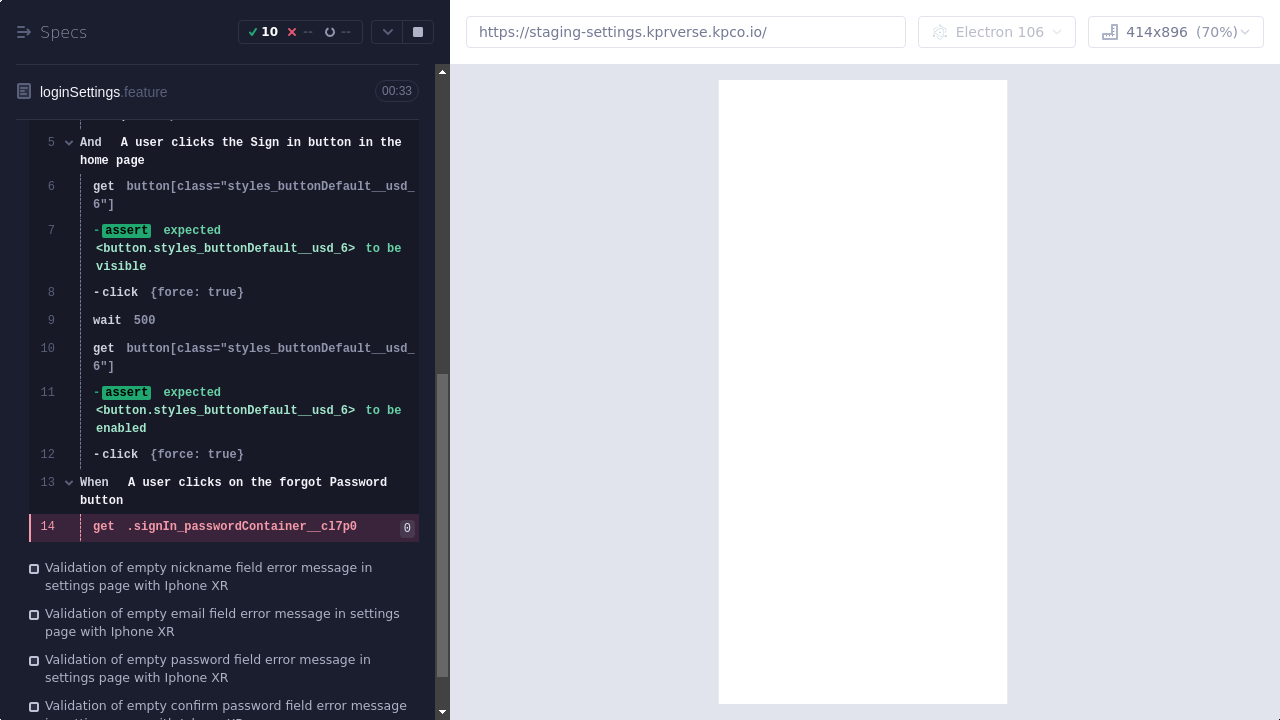 Specs
10
--
--
https://staging-settings.kprverse.kpco.io/
Electron 106
414x896 (70%)
loginSettings.feature
00:33
5 And A user clicks the Sign in button in the
home page
6 get button[class="styles_buttonDefault__usd_
6"]
7 -assert expected
<button.styles_buttonDefault__usd_6> to be
visible
8 -click {force: true}
9 wait 500
10 get button[class="styles_buttonDefault__usd_
6"]
11 -assert expected
<button.styles_buttonDefault__usd_6> to be
enabled
12 -click {force: true}
13 When A user clicks on the forgot Password
button
14 get .signIn_passwordContainer__cl7p0 0
Validation of empty nickname field error message in
settings page with Iphone XR
Validation of empty email field error message in settings
page with Iphone XR
Validation of empty password field error message in
settings page with Iphone XR
Validation of empty confirm password field error message